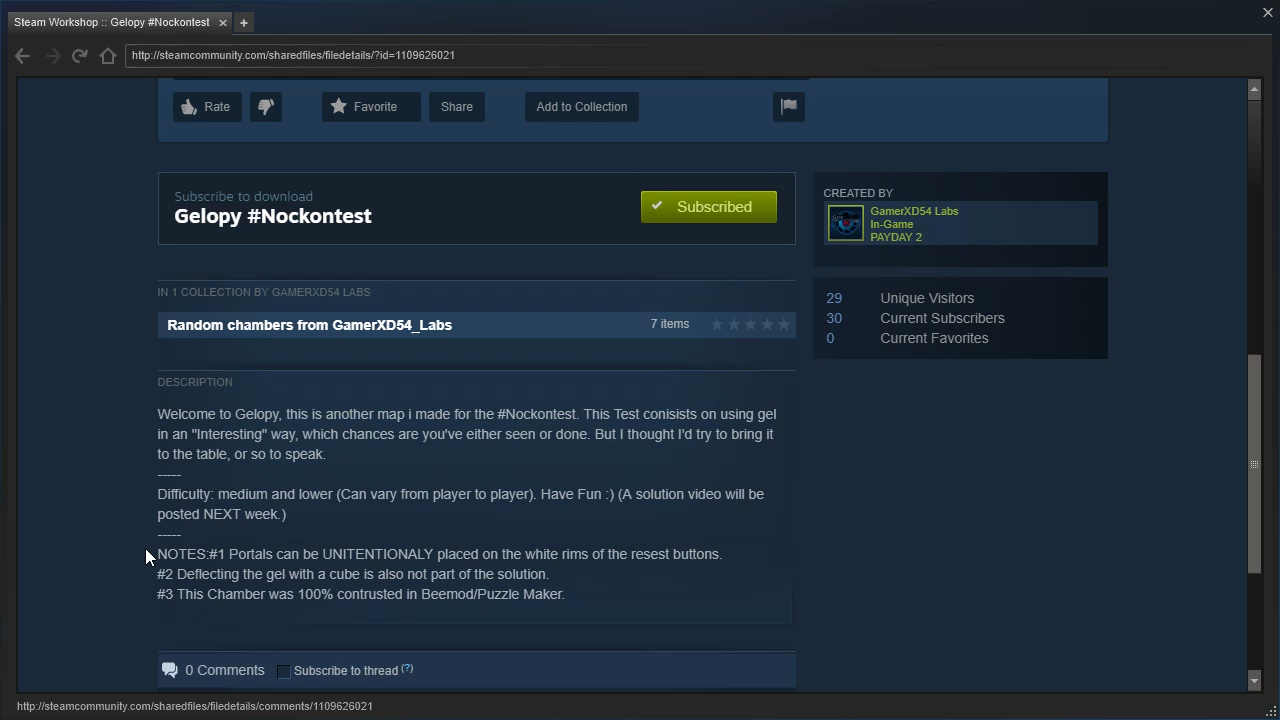 Steam Workshop :: Gelopy #Nockontest
http://steamcommunity.com/sharedfiles/filedetails/?id=1109626021
Rate
Favorite
Share
Add to Collection
Subscribe to download
Gelopy #Nockontest
Subscribed
CREATED BY
GamerXD54 Labs
In-Game
PAYDAY 2
29 Unique Visitors
30 Current Subscribers
0 Current Favorites
IN 1 COLLECTION BY GAMERXD54 LABS
Random chambers from GamerXD54_Labs 7 items
DESCRIPTION
Welcome to Gelopy, this is another map i made for the #Nockontest. This Test conisists on using gel
in an "Interesting" way, which chances are you've either seen or done. But I thought I'd try to bring it
to the table, or so to speak.
-----
Difficulty: medium and lower (Can vary from player to player). Have Fun :) (A solution video will be
posted NEXT week.)
-----
NOTES:#1 Portals can be UNITENTIONALY placed on the white rims of the resest buttons.
#2 Deflecting the gel with a cube is also not part of the solution.
#3 This Chamber was 100% contrusted in Beemod/Puzzle Maker.
0 Comments Subscribe to thread (?)
http://steamcommunity.com/sharedfiles/filedetails/comments/1109626021